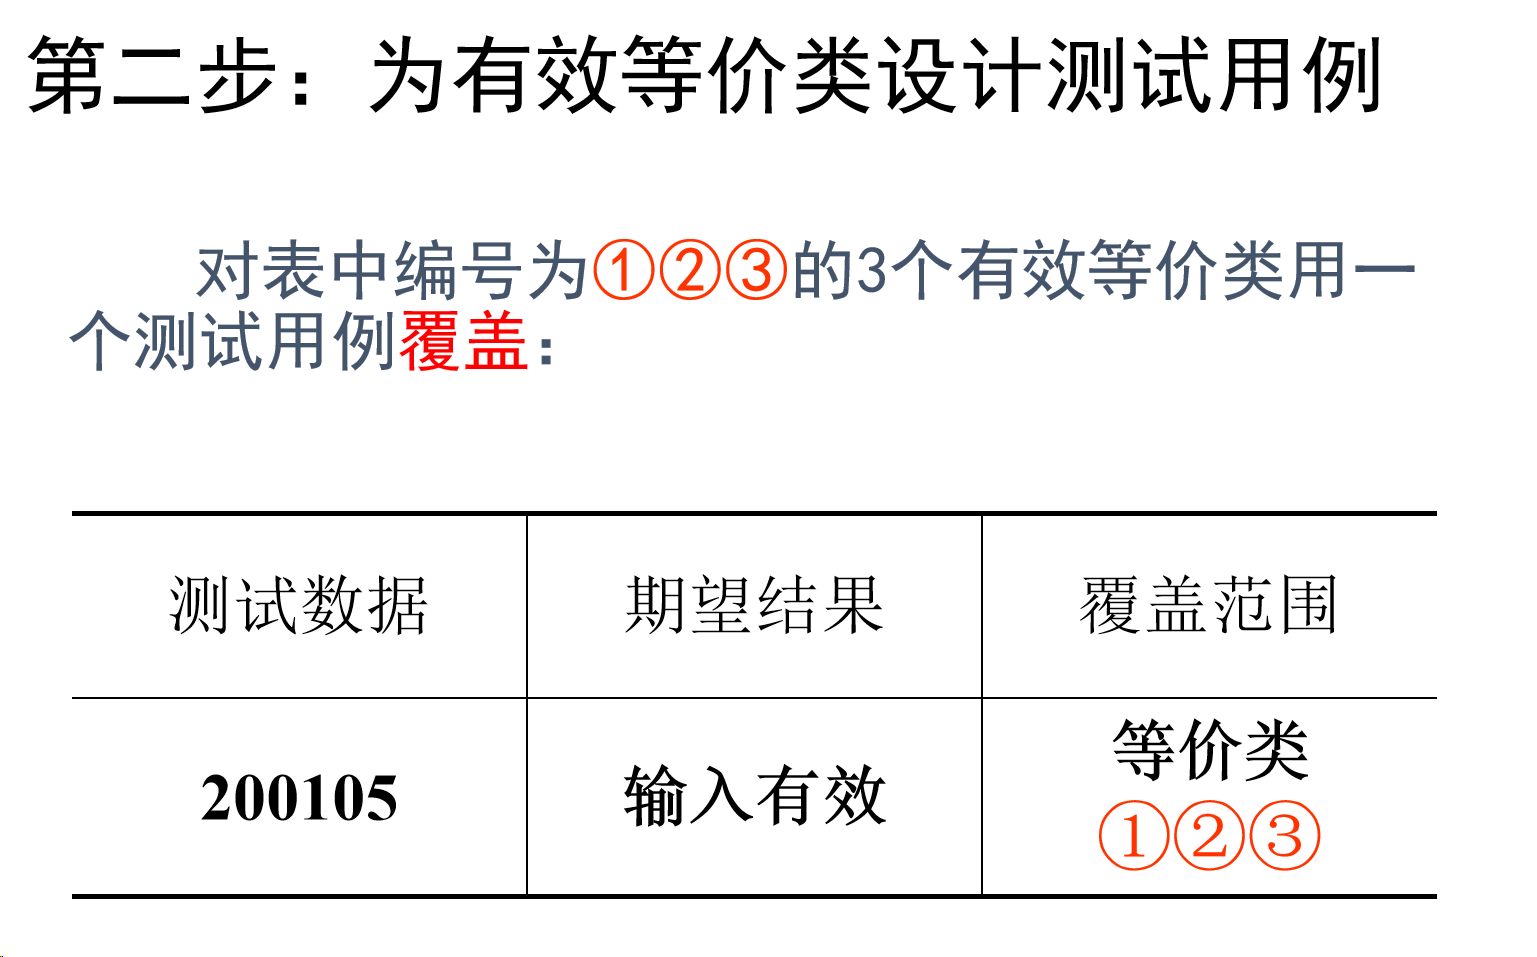 第二步：为有效等价类设计测试用例
对表中编号为①②③的3个有效等价类用一
个测试用例覆盖：
测试数据 期望结果 覆盖范围
200105 输入有效 等价类
①②③